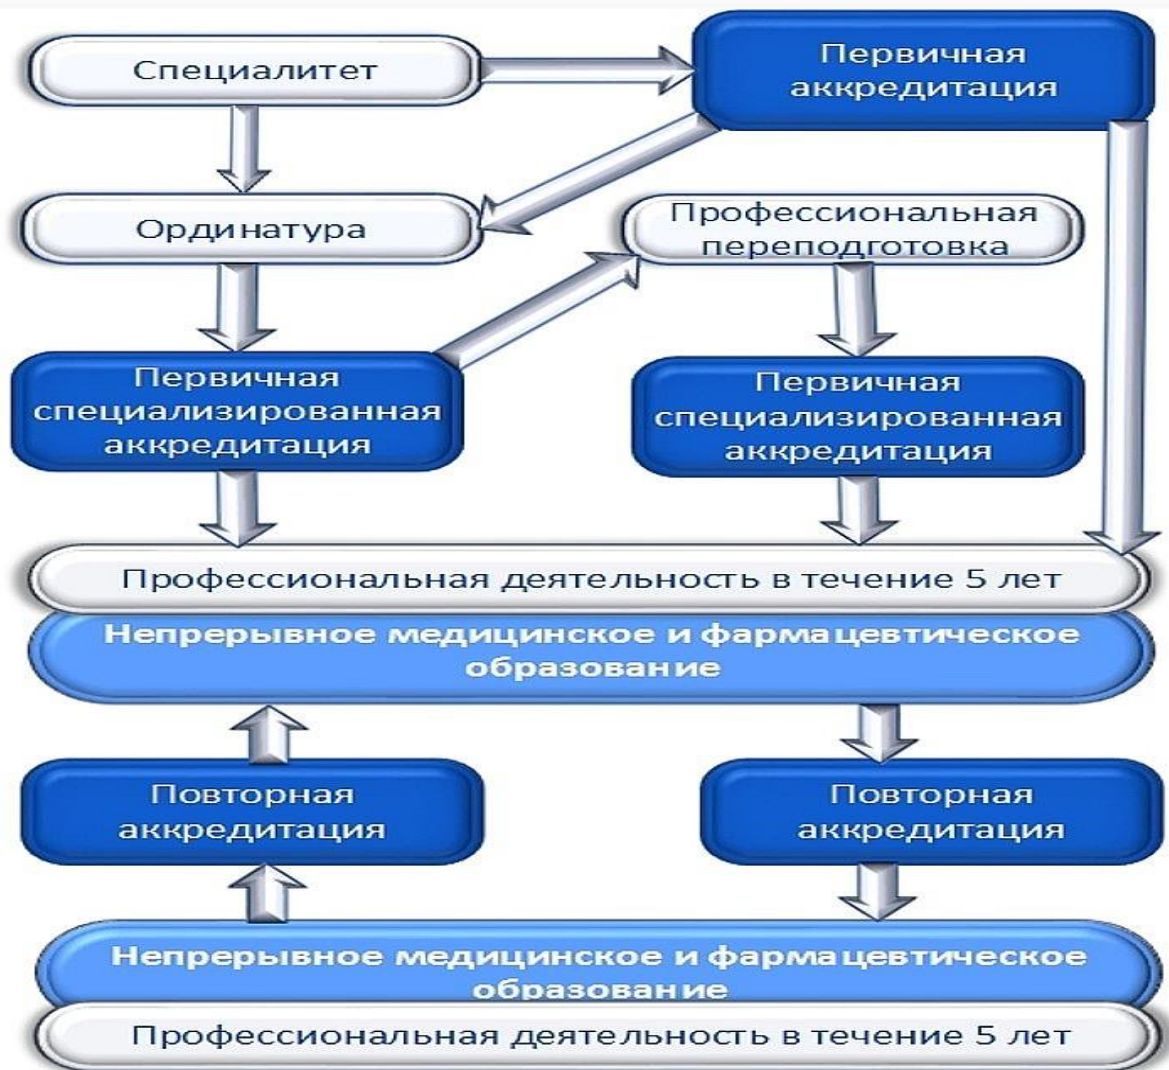 Специалитет
Первичная
аккредитация
Ординатура
Профессиональная
переподготовка
Первичная
специализированная
аккредитация
Первичная
специализированная
аккредитация
Профессиональная деятельность в течение 5 лет
Непрерывное медицинское и фармацевтическое
образование
Повторная
аккредитация
Повторная
аккредитация
Непрерывное медицинское и фармацевтическое
образование
Профессиональная деятельность в течение 5 лет